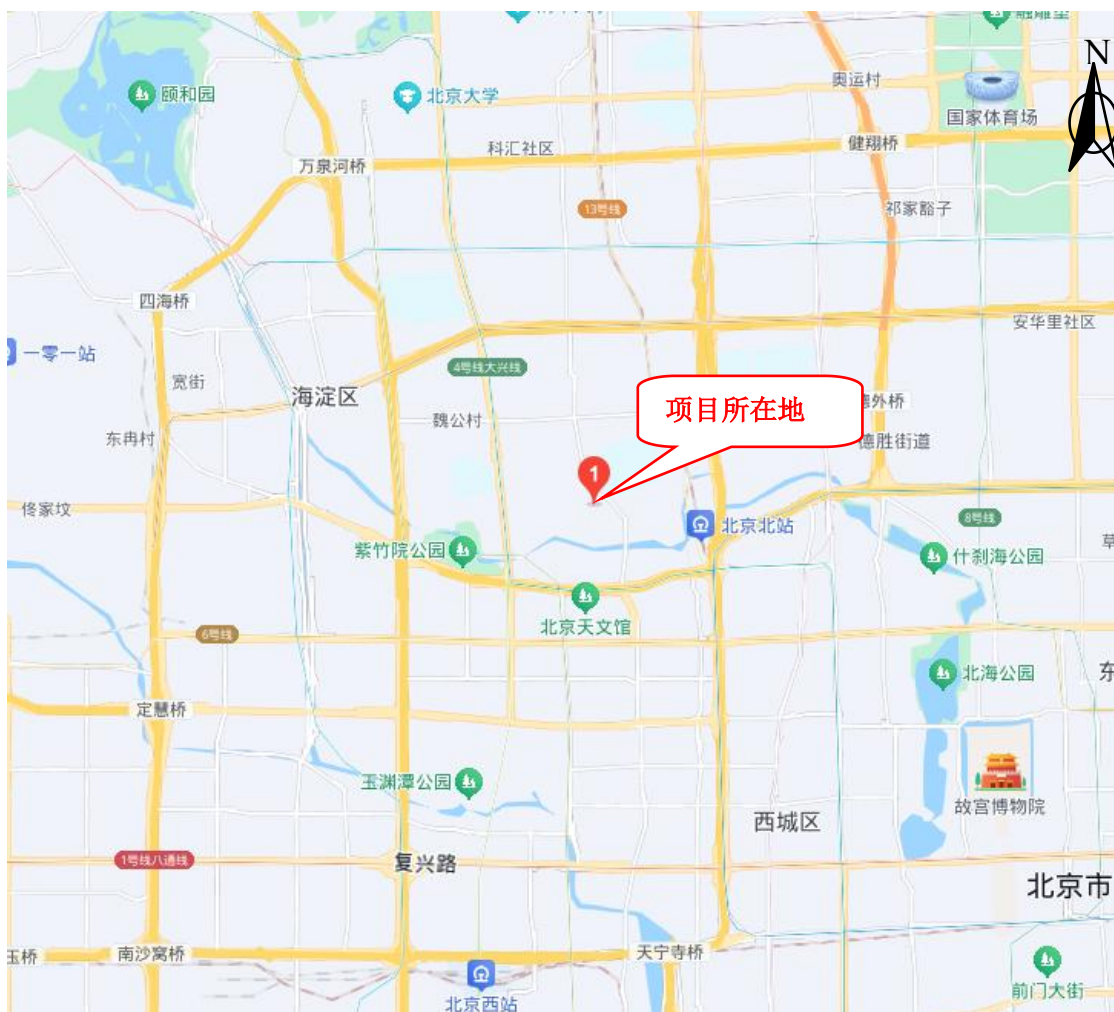 融雕塑
N
颐和园
北京大学
奥运村
国家体育场
科汇社区
健翔桥
万泉河桥
13号线
祁家豁子
四海桥
安华里社区
一零一站
4号线大兴线
宽街
海淀区
项目所在地
德外桥
魏公村
东冉村
德胜街道
1
佟家坟
北京北站
8号线
紫竹院公园
什刹海公园
草
北京天文馆
6号线
北海公园
东
定慧桥
玉渊潭公园
故宫博物院
西城区
1号线八通线
复兴路
北京市
玉桥
南沙窝桥
天宁寺桥
北京西站
前门大街